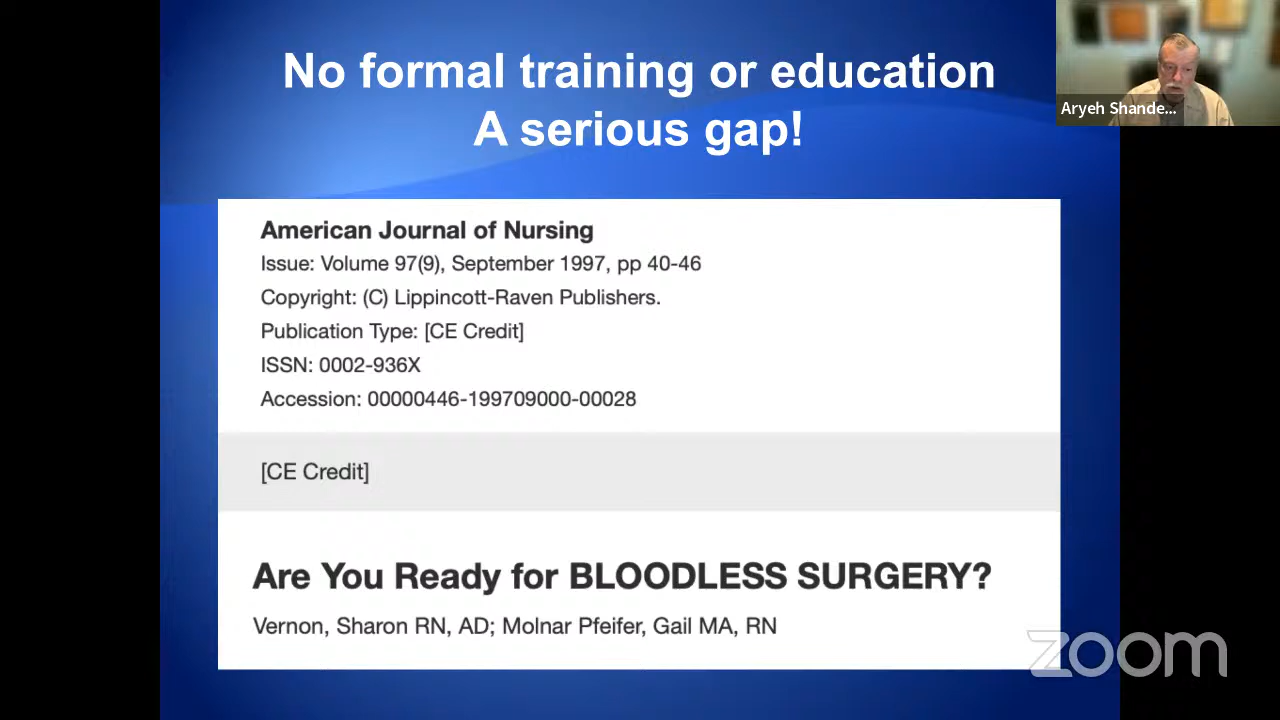 No formal training or education
A serious gap!
Aryeh Shande...
American Journal of Nursing
Issue: Volume 97(9), September 1997, pp 40-46
Copyright: (C) Lippincott-Raven Publishers.
Publication Type: [CE Credit]
ISSN: 0002-936X
Accession: 00000446-199709000-00028
[CE Credit]
Are You Ready for BLOODLESS SURGERY?
Vernon, Sharon RN, AD; Molnar Pfeifer, Gail MA, RN
zoom